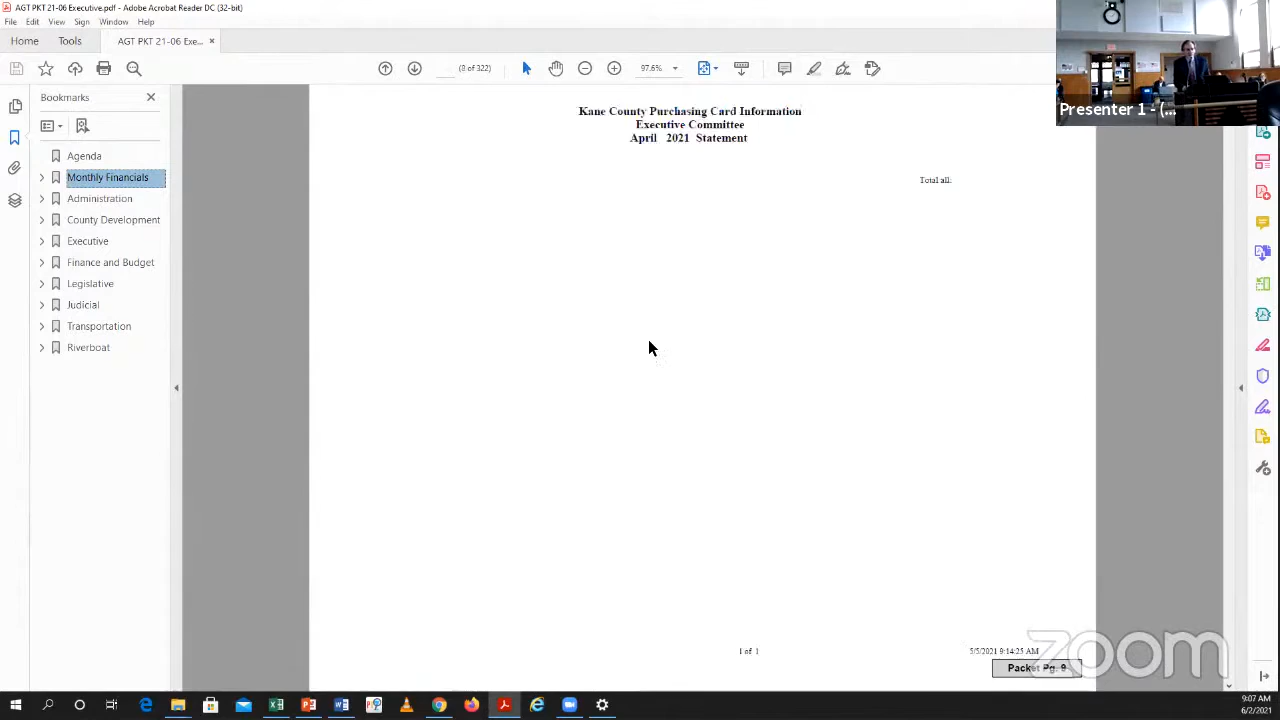 AGT PKT 21-06 Executive.pdf - Adobe Acrobat Reader DC (32-bit)
File Edit View Sign Window Help
Home Tools AGT PKT 21-06 Exe... ×
(8 of 322) 97.6%
Bookmarks
Agenda
Monthly Financials
Administration
County Development
Executive
Finance and Budget
Legislative
Judicial
Transportation
Riverboat
Kane County Purchasing Card Information
Executive Committee
April 2021 Statement
Total all:
1 of 1
5/5/2021 9:14:25 AM
Packet Pg. 9
Presenter 1 - (...
zoom
9:07 AM
6/2/2021